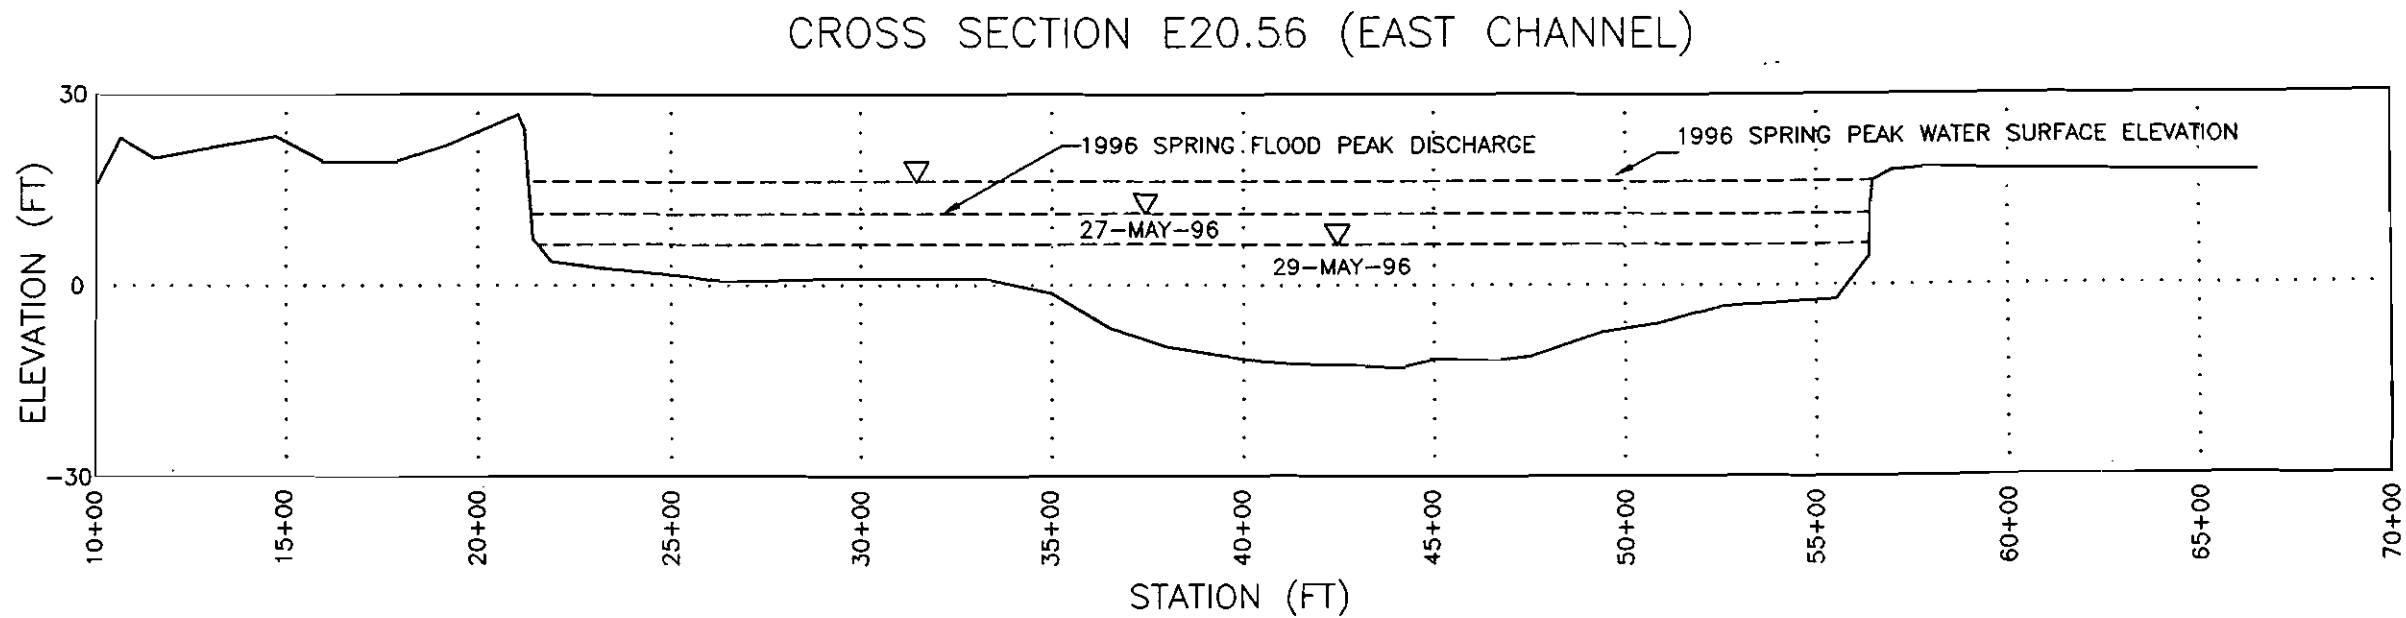 CROSS SECTION E20.56 (EAST CHANNEL)
30
1996 SPRING FLOOD PEAK DISCHARGE
1996 SPRING PEAK WATER SURFACE ELEVATION
27-MAY-96
29-MAY-96
0
-30
ELEVATION (FT)
10+00
15+00
20+00
25+00
30+00
35+00
40+00
45+00
50+00
55+00
60+00
65+00
70+00
STATION (FT)